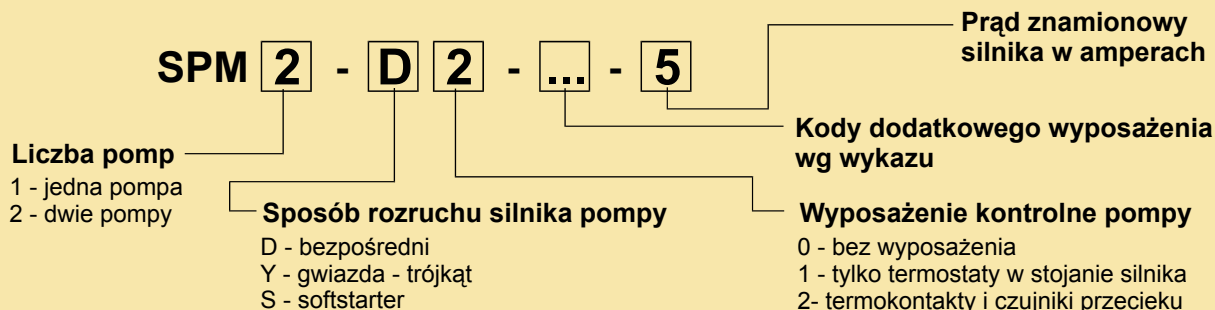 Prąd znamionowy
silnika w amperach
SPM 2 - D 2 - ... - 5
Kody dodatkowego wyposażenia
wg wykazu
Liczba pomp
1 - jedna pompa
2 - dwie pompy
Sposób rozruchu silnika pompy
D - bezpośredni
Y - gwiazda - trójkąt
S - softstarter
Wyposażenie kontrolne pompy
0 - bez wyposażenia
1 - tylko termostaty w stojanie silnika
2- termokontakty i czujniki przecieku